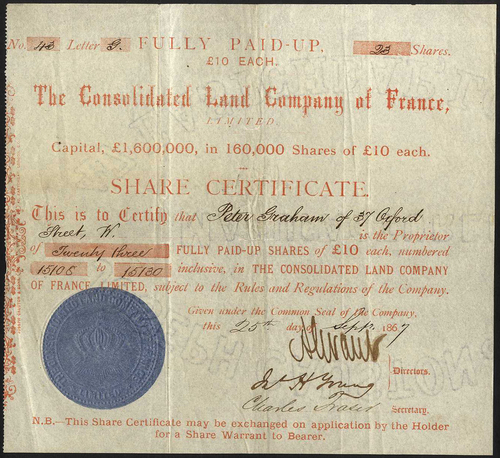 No. 43 Letter G. FULLY PAID-UP. 23 Shares.
£10 EACH.
The Consolidated Land Company of France,
LIMITED.
Capital, £1,600,000, in 160,000 Shares of £10 each.
SHARE CERTIFICATE.
This is to Certify that Peter Graham of 37 Oxford
Street, W. is the Proprietor
of Twenty three FULLY PAID-UP SHARES of £10 each, numbered
to inclusive, in THE CONSOLIDATED LAND COMPANY
OF FRANCE, LIMITED, subject to the Rules and Regulations of the Company.
Given under the Common Seal of the Company,
this 25th day of Sept. 1867
Directors.
Charles Secretary.
N.B.—This Share Certificate may be exchanged on application by the Holder
for a Share Warrant to Bearer.